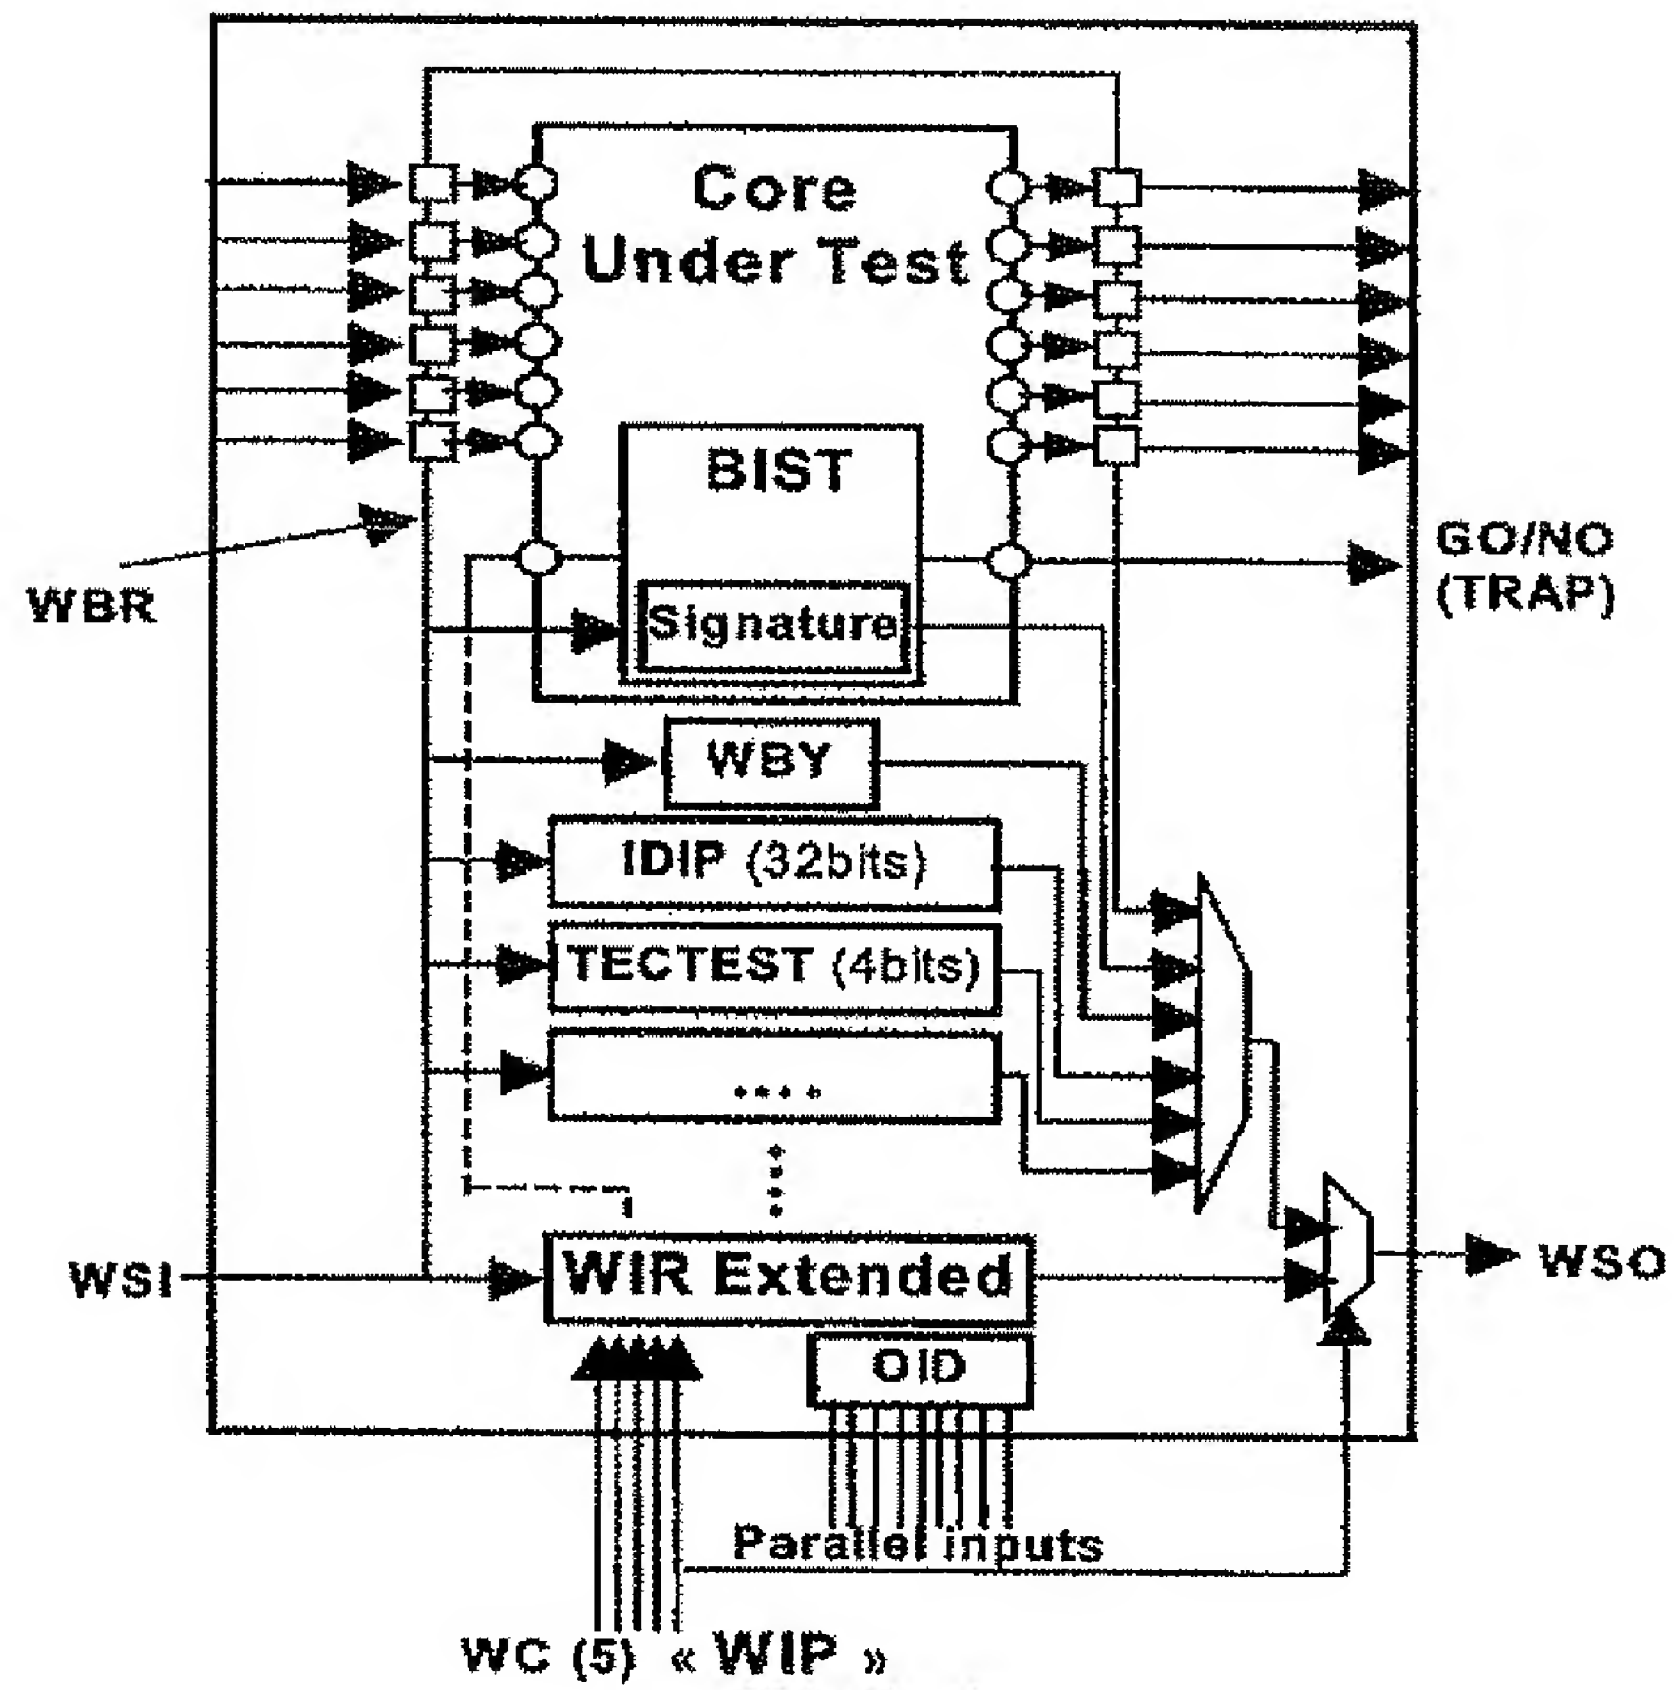 Core
Under Test
BIST
GO/NO
(TRAP)
WBR
Signature
WBY
IDIP (32bits)
TECTEST (4bits)
....
WSI
WIR Extended
WSO
OID
Parallel inputs
WC (5) « WIP »